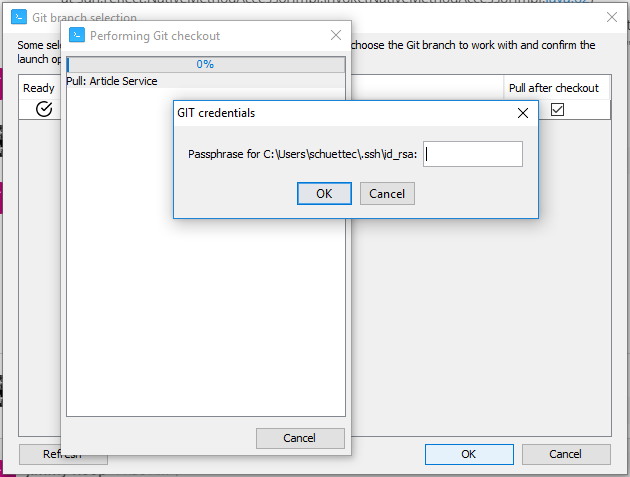 Git branch selection
Performing Git checkout
Some sel
choose the Git branch to work with and confirm the
launch op
0%
Ready
Pull after checkout
Pull: Article Service
GIT credentials
Passphrase for C:\Users\schuettec\.ssh\id_rsa:
OK
Cancel
Cancel
Refresh
OK
Cancel